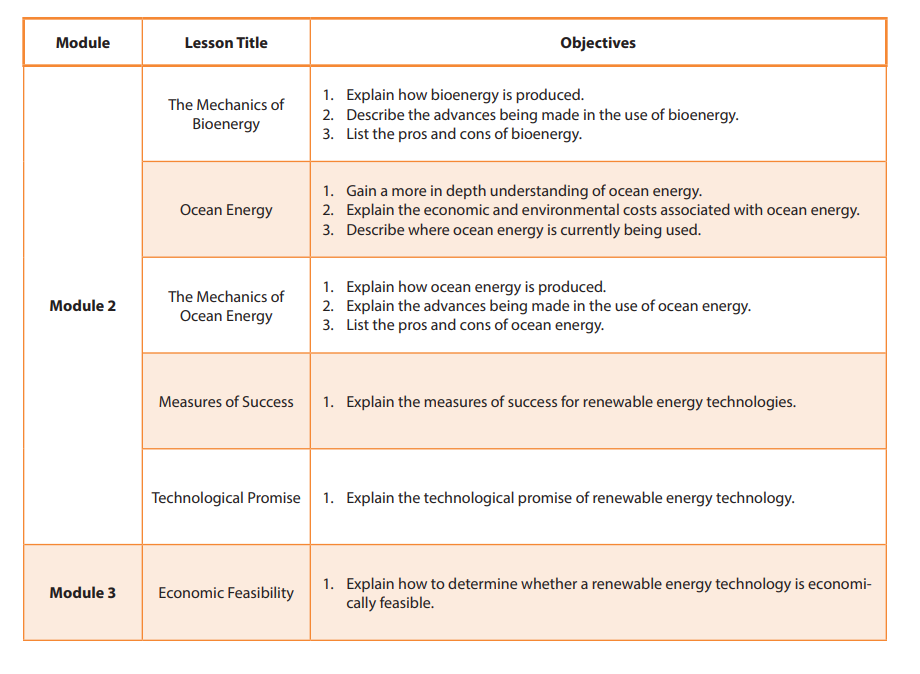 Module Lesson Title Objectives
The Mechanics of
Bioenergy
1. Explain how bioenergy is produced.
2. Describe the advances being made in the use of bioenergy.
3. List the pros and cons of bioenergy.
Ocean Energy
1. Gain a more in depth understanding of ocean energy.
2. Explain the economic and environmental costs associated with ocean energy.
3. Describe where ocean energy is currently being used.
Module 2
The Mechanics of
Ocean Energy
1. Explain how ocean energy is produced.
2. Explain the advances being made in the use of ocean energy.
3. List the pros and cons of ocean energy.
Measures of Success
1. Explain the measures of success for renewable energy technologies.
Technological Promise
1. Explain the technological promise of renewable energy technology.
Module 3
Economic Feasibility
1. Explain how to determine whether a renewable energy technology is economi-
cally feasible.